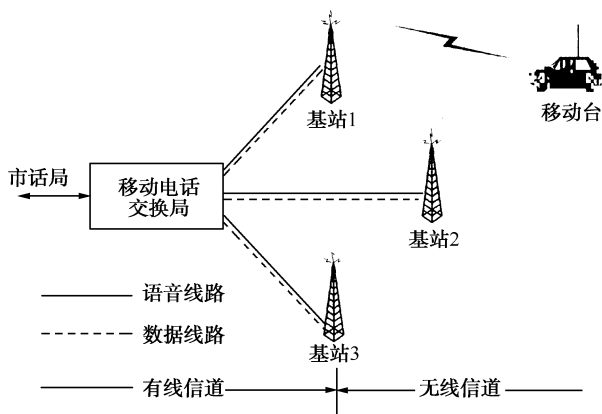 基站1
移动台
市话局
移动电话
交换局
基站2
语音线路
数据线路
基站3
有线信道
无线信道